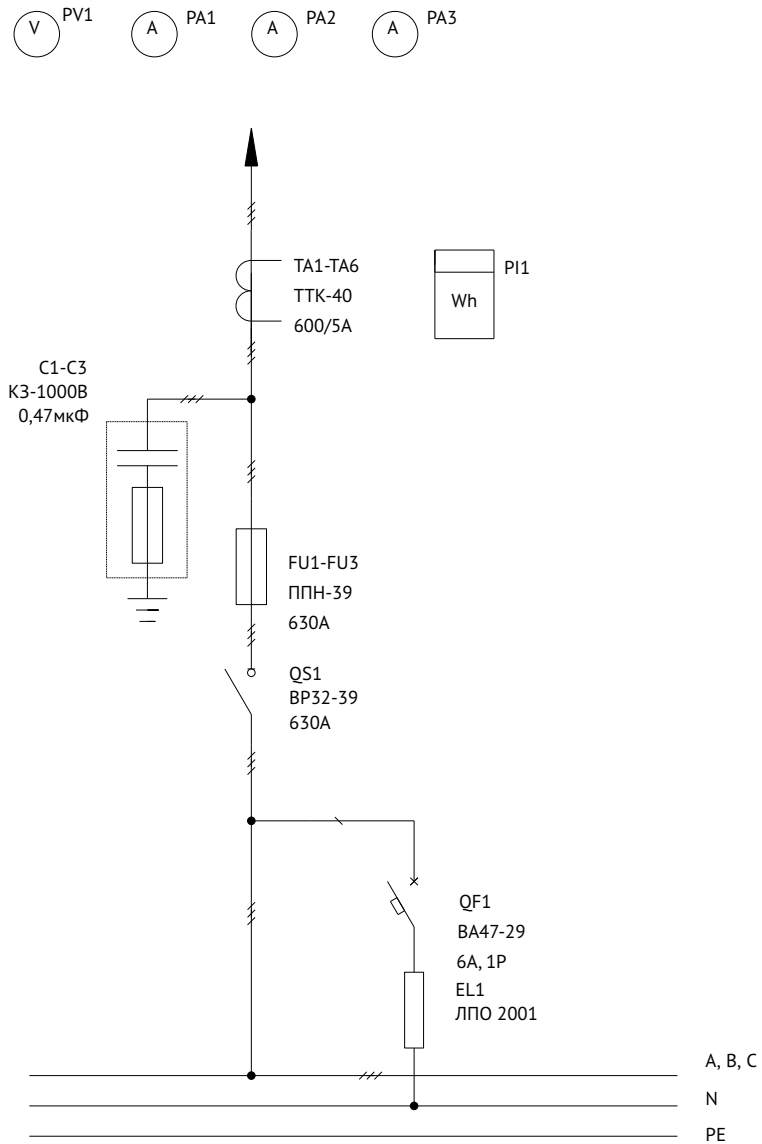 V PV1 A PA1 A PA2 A PA3
TA1-TA6
ТТК-40
600/5А
PI1
Wh
C1-C3
КЗ-1000В
0,47мкФ
FU1-FU3
ППН-39
630А
QS1
ВР32-39
630А
QF1
ВА47-29
6А, 1Р
EL1
ЛПО 2001
A, B, C
N
PE